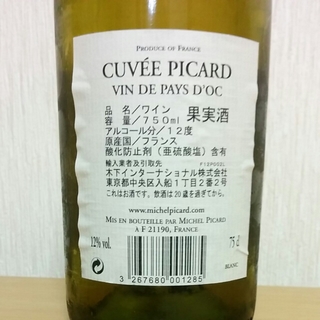 PRODUCE OF FRANCE
CUVÉE PICARD
VIN DE PAYS D'OC
品名／ワイン 果実酒
容量／750ml
アルコール分／12度
原産国／フランス
酸化防止剤（亜硫酸塩）含有
輸入業者及引取先
木下インターナショナル株式会社
東京都中央区入船1丁目2番2号
これはお酒です。飲酒は20歳を過ぎてから。
www.michelpicard.com
MIS EN BOUTEILLE PAR MICHEL PICARD
A F 21190, FRANCE
12% vol.
75 cl
BLANC
3 267680 001285